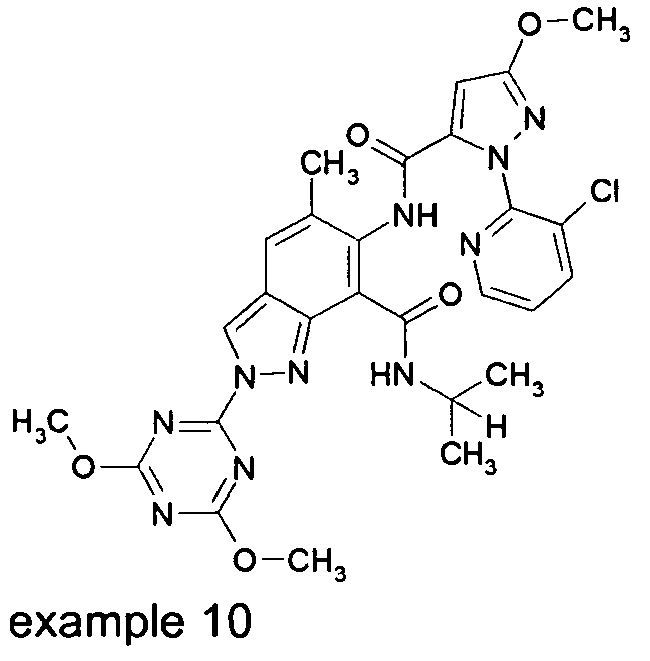 O CH₃
N
O N
CH₃ Cl
NH N
O
N N HN CH₃
H₃C N H
O N CH₃
N
O CH₃
example 10